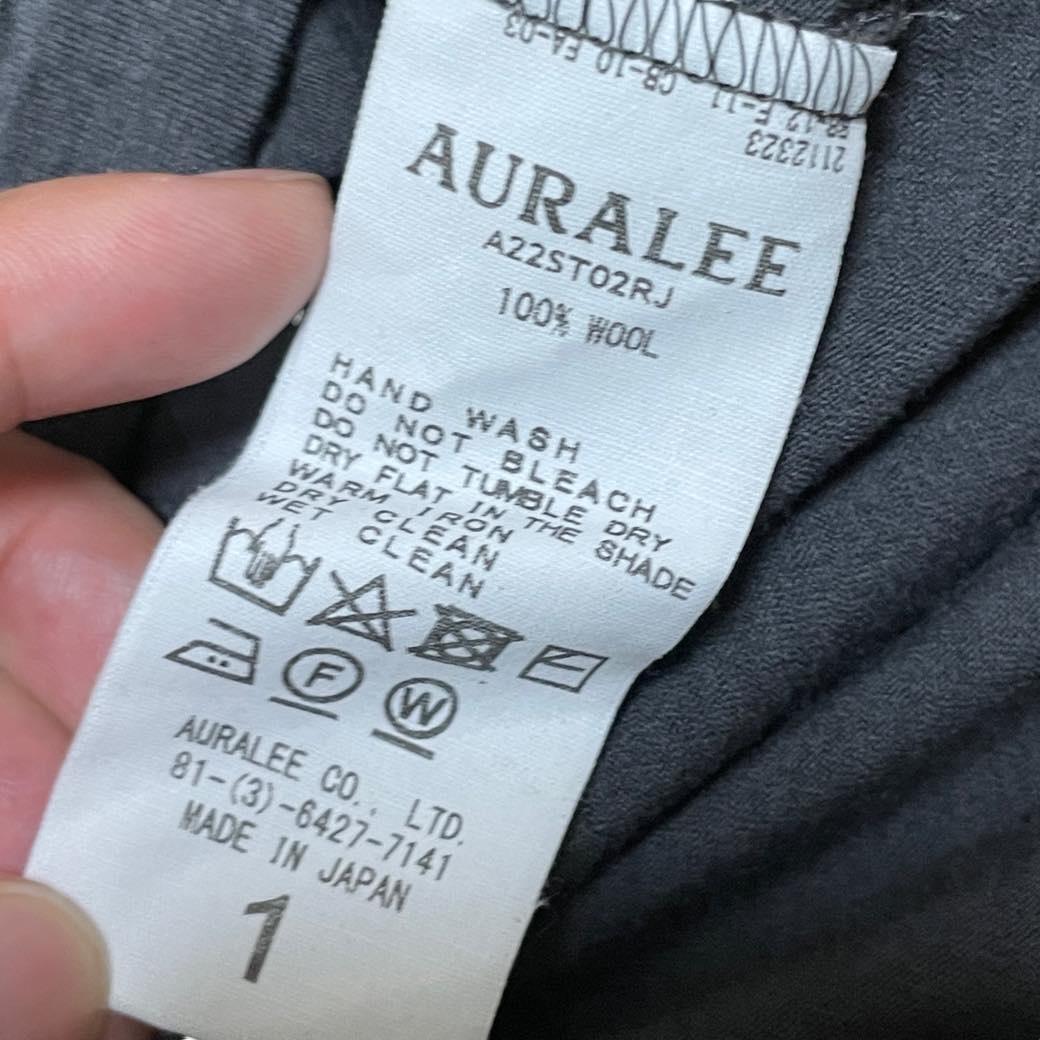 CB-10 FA-03
12 F-11
2112323
AURALEE
A22ST02RJ
100% WOOL
HAND WASH
DO NOT BLEACH
DO NOT TUMBLE DRY
DRY FLAT IN THE SHADE
WARM IRON
DRY CLEAN
WET CLEAN
F
W
AURALEE CO., LTD.
81-(3)-6427-7141
MADE IN JAPAN
1